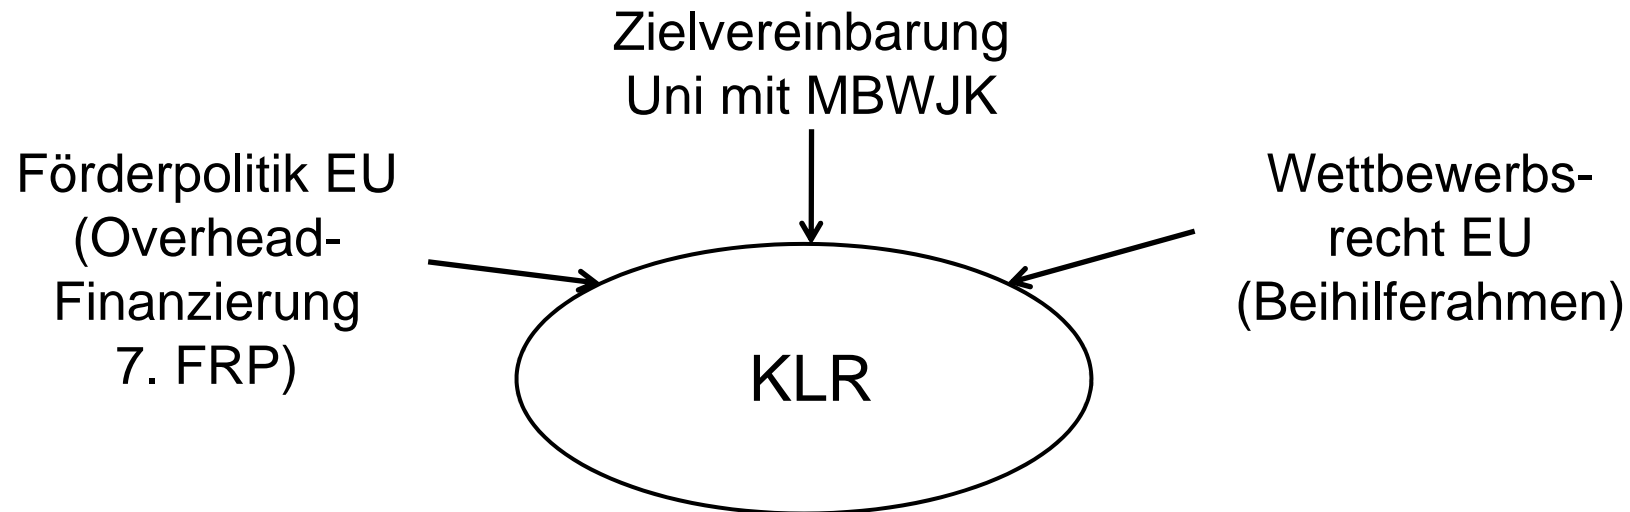 Zielvereinbarung
Uni mit MBWJK
Förderpolitik EU
(Overhead-
Finanzierung
7. FRP)
Wettbewerbs-
recht EU
(Beihilferahmen)
KLR